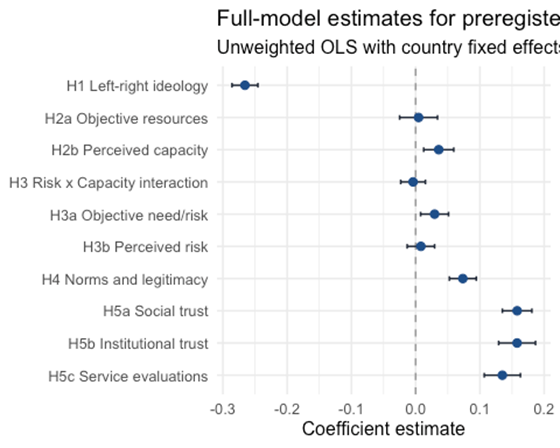 Full-model estimates for preregiste
Unweighted OLS with country fixed effects
H1 Left-right ideology
H2a Objective resources
H2b Perceived capacity
H3 Risk x Capacity interaction
H3a Objective need/risk
H3b Perceived risk
H4 Norms and legitimacy
H5a Social trust
H5b Institutional trust
H5c Service evaluations
-0.3 -0.2 -0.1 0.0 0.1 0.2
Coefficient estimate